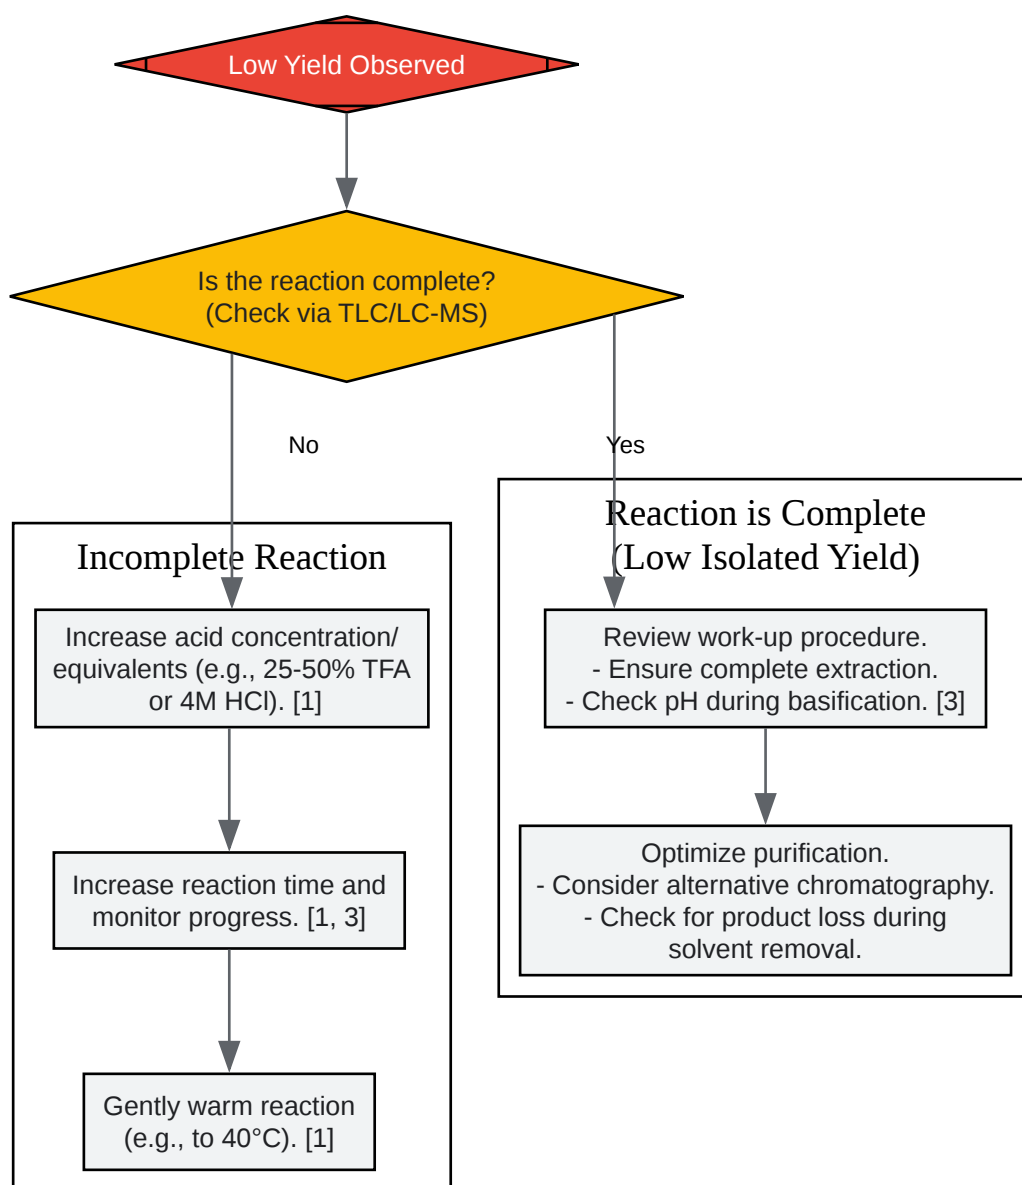 Low Yield Observed
Is the reaction complete?
(Check via TLC/LC-MS)
No
Yes
Incomplete Reaction
Increase acid concentration/
equivalents (e.g., 25-50% TFA
or 4M HCl). [1]
Increase reaction time and
monitor progress. [1, 3]
Gently warm reaction
(e.g., to 40°C). [1]
Reaction is Complete
(Low Isolated Yield)
Review work-up procedure.
- Ensure complete extraction.
- Check pH during basification. [3]
Optimize purification.
- Consider alternative chromatography.
- Check for product loss during
solvent removal.